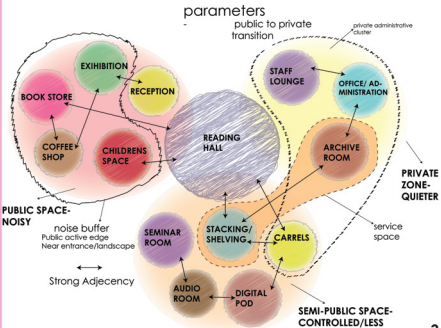 parameters
-
public to private
transition
private administrative
cluster
EXIHIBITION
STAFF
LOUNGE
OFFICE/ AD-
MINISTRATION
BOOK STORE
RECEPTION
READING
HALL
COFFEE
SHOP
CHILDRENS
SPACE
ARCHIVE
ROOM
PRIVATE
ZONE-
QUIETER
PUBLIC SPACE-
NOISY
noise buffer
Public active edge
Near entrance/landscape
Strong Adjecency
SEMINAR
ROOM
STACKING/
SHELVING
CARRELS
service
space
AUDIO
ROOM
DIGITAL
POD
SEMI-PUBLIC SPACE-
CONTROLLED/LESS